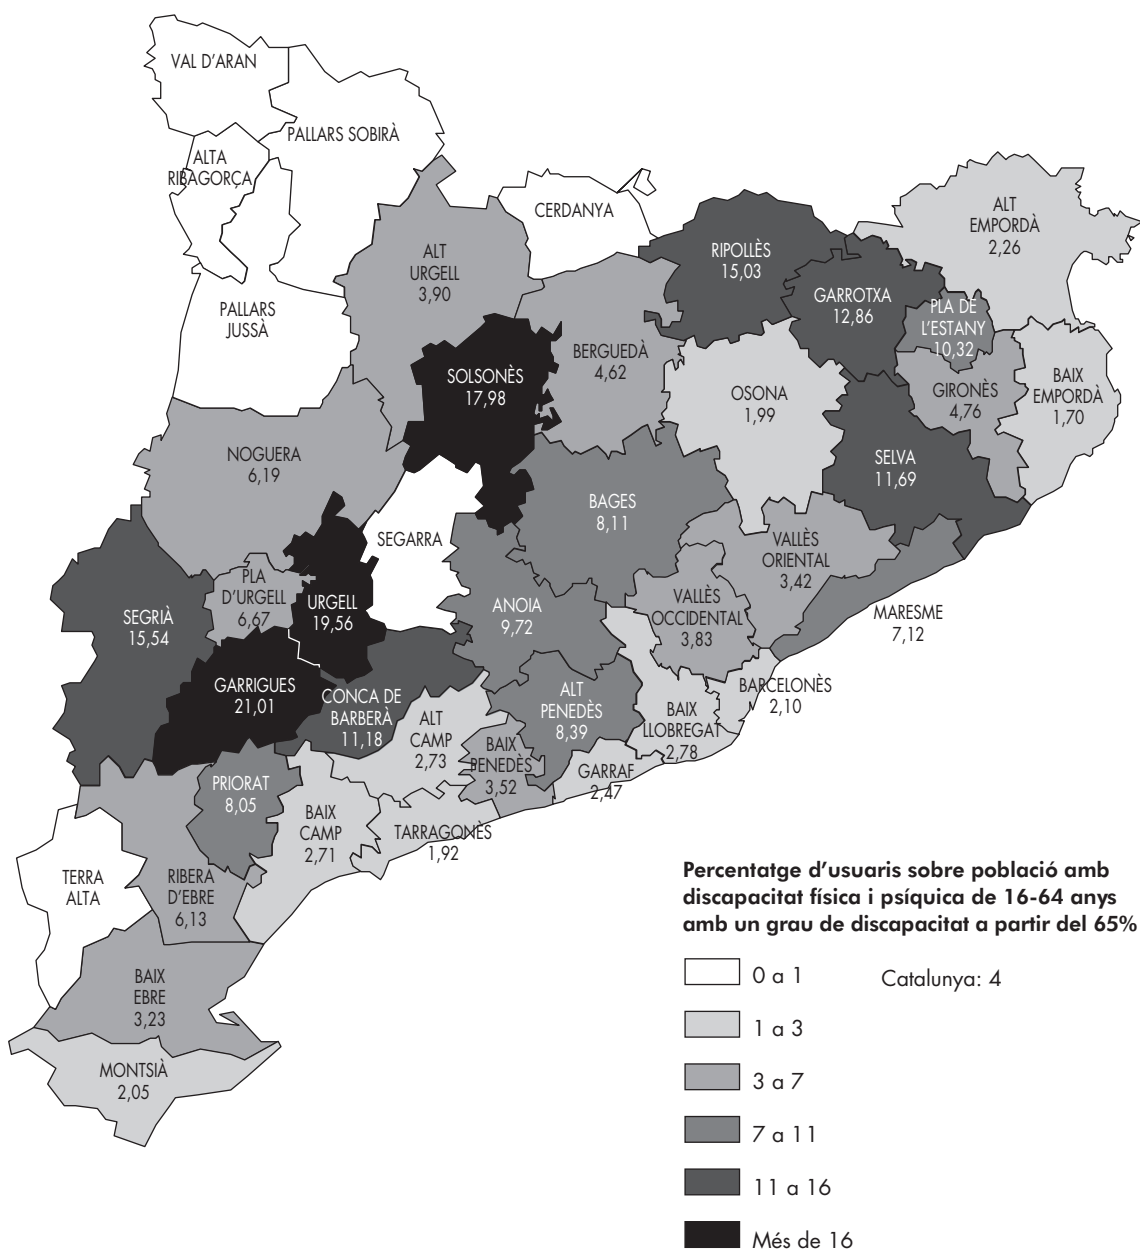 VAL D'ARAN
PALLARS SOBIRÀ
ALTA
RIBAGORÇA
CERDANYA
PALLARS
JUSSÀ
ALT
URGELL
3,90
RIPOLLÈS
15,03
ALT
EMPORDÀ
2,26
GARROTXA
12,86
PLA DE
L'ESTANY
10,32
BERGUEDÀ
4,62
SOLSONÈS
17,98
OSONA
1,99
GIRONÈS
4,76
BAIX
EMPORDÀ
1,70
NOGUERA
6,19
SELVA
11,69
BAGES
8,11
SEGARRA
VALLÈS
ORIENTAL
3,42
PLA
D'URGELL
6,67
URGELL
19,56
SEGRIÀ
15,54
ANOIA
9,72
VALLÈS
OCCIDENTAL
3,83
MARESME
7,12
GARRIGUES
21,01
CONCA DE
BARBERÀ
11,18
ALT
PENEDÈS
8,39
BARCELONÈS
2,10
ALT
CAMP
2,73
BAIX
LLOBREGAT
2,78
BAIX
PENEDÈS
3,52
GARRAF
2,47
PRIORAT
8,05
BAIX
CAMP
2,71
TARRAGONÈS
1,92
TERRA
ALTA
RIBERA
D'EBRE
6,13
BAIX
EBRE
3,23
MONTSIÀ
2,05
Percentatge d'usuaris sobre població amb
discapacitat física i psíquica de 16-64 anys
amb un grau de discapacitat a partir del 65%
0 a 1
Catalunya: 4
1 a 3
3 a 7
7 a 11
11 a 16
Més de 16